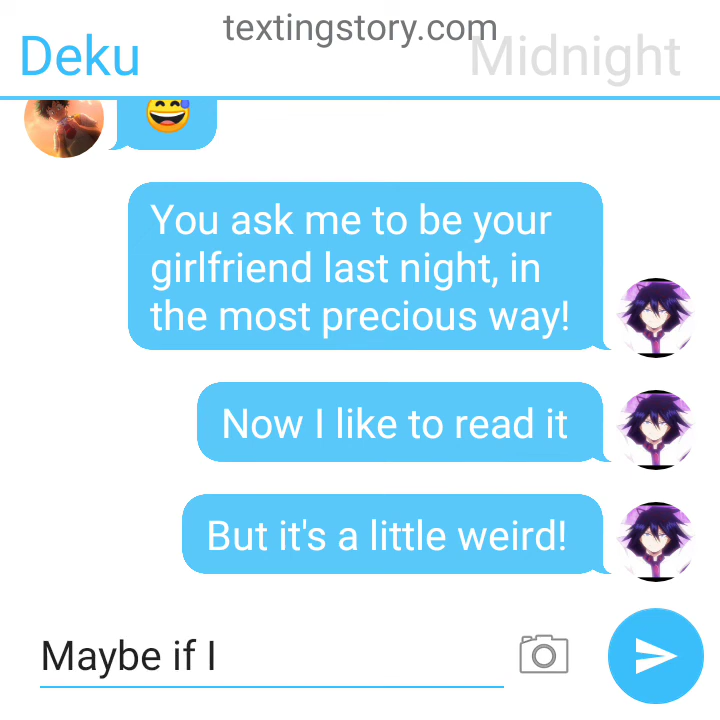 textingstory.com
Deku
Midnight
You ask me to be your
girlfriend last night, in
the most precious way!
Now I like to read it
But it's a little weird!
Maybe if I